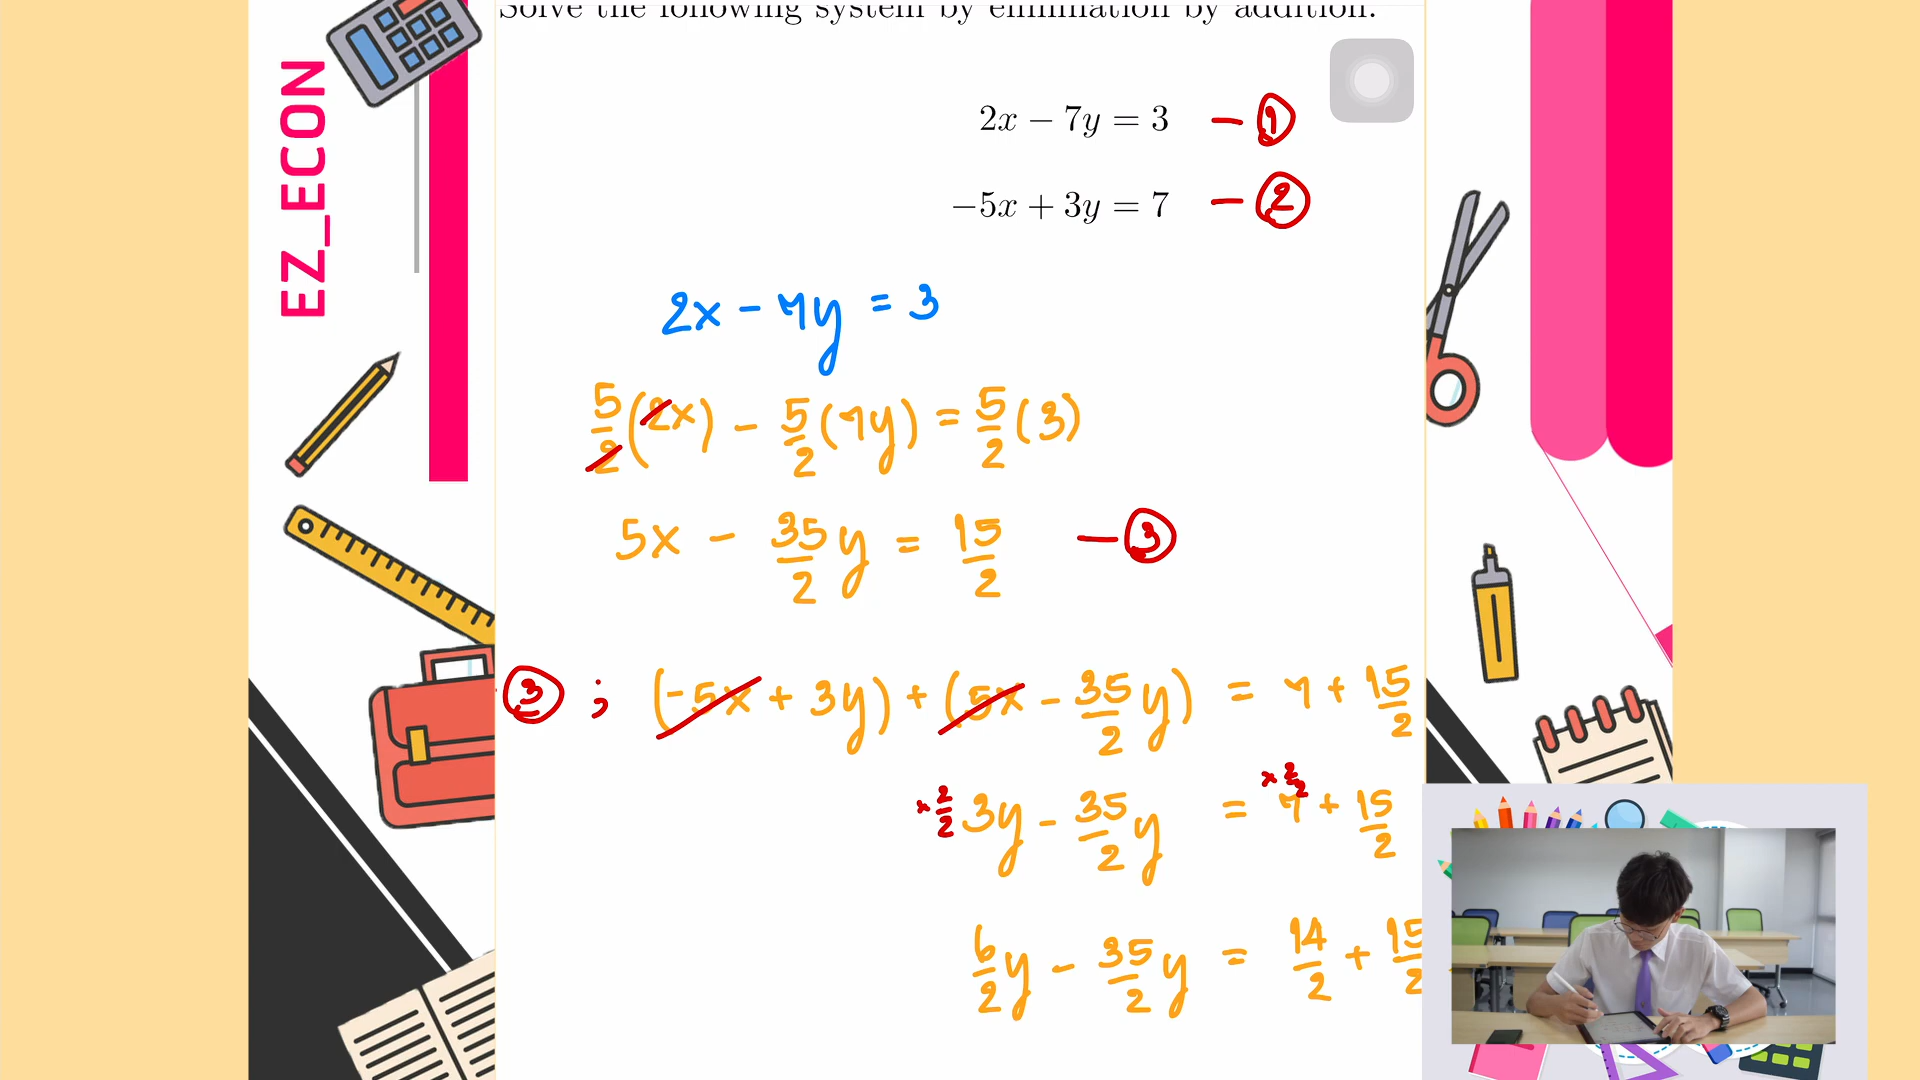 Solve the following system by elimination by addition.
EZ_ECON
2x − 7y = 3 — ①
−5x + 3y = 7 — ②
2x - 7y = 3
5/2 (2x) - 5/2 (7y) = 5/2 (3)
5x - 35/2 y = 15/2 — ③
③ ; (-5x + 3y) + (5x - 35/2 y) = 7 + 15/2
×2/2 3y - 35/2 y = ×2/2 7 + 15/2
6/2 y - 35/2 y = 14/2 + 15/2